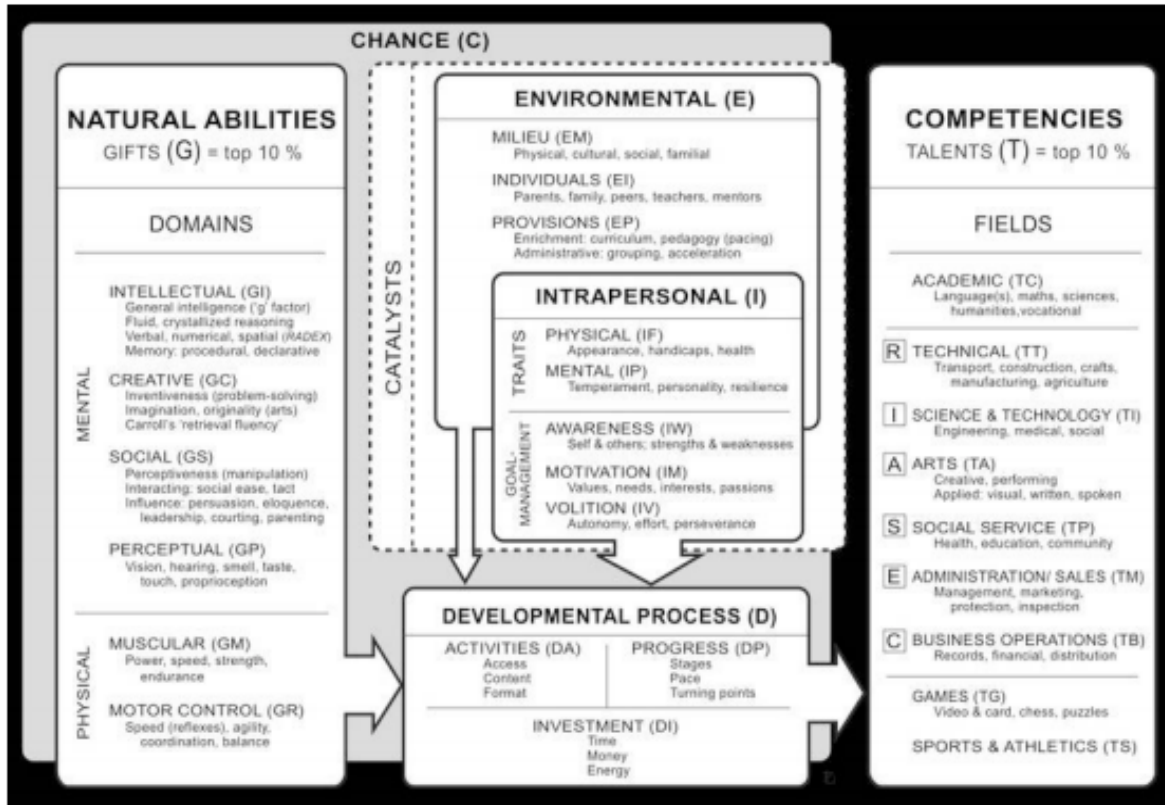 CHANCE (C)
NATURAL ABILITIES
GIFTS (G) = top 10 %
DOMAINS
MENTAL
INTELLECTUAL (GI)
General intelligence ('g' factor)
Fluid, crystallized reasoning
Verbal, numerical, spatial (RADEX)
Memory: procedural, declarative
CREATIVE (GC)
Inventiveness (problem-solving)
Imagination, originality (arts)
Carroll's 'retrieval fluency'
SOCIAL (GS)
Perceptiveness (manipulation)
Interacting: social ease, tact
Influence: persuasion, eloquence,
leadership, courting, parenting
PERCEPTUAL (GP)
Vision, hearing, smell, taste,
touch, proprioception
PHYSICAL
MUSCULAR (GM)
Power, speed, strength,
endurance
MOTOR CONTROL (GR)
Speed (reflexes), agility,
coordination, balance
CATALYSTS
ENVIRONMENTAL (E)
MILIEU (EM)
Physical, cultural, social, familial
INDIVIDUALS (EI)
Parents, family, peers, teachers, mentors
PROVISIONS (EP)
Enrichment: curriculum, pedagogy (pacing)
Administrative: grouping, acceleration
INTRAPERSONAL (I)
TRAITS
PHYSICAL (IF)
Appearance, handicaps, health
MENTAL (IP)
Temperament, personality, resilience
GOAL-
MANAGEMENT
AWARENESS (IW)
Self & others; strengths & weaknesses
MOTIVATION (IM)
Values, needs, interests, passions
VOLITION (IV)
Autonomy, effort, perseverance
DEVELOPMENTAL PROCESS (D)
ACTIVITIES (DA)
Access
Content
Format
PROGRESS (DP)
Stages
Pace
Turning points
INVESTMENT (DI)
Time
Money
Energy
COMPETENCIES
TALENTS (T) = top 10 %
FIELDS
ACADEMIC (TC)
Language(s), maths, sciences,
humanities,vocational
R TECHNICAL (TT)
Transport, construction, crafts,
manufacturing, agriculture
I SCIENCE & TECHNOLOGY (TI)
Engineering, medical, social
A ARTS (TA)
Creative, performing
Applied: visual, written, spoken
S SOCIAL SERVICE (TP)
Health, education, community
E ADMINISTRATION/ SALES (TM)
Management, marketing,
protection, inspection
C BUSINESS OPERATIONS (TB)
Records, financial, distribution
GAMES (TG)
Video & card, chess, puzzles
SPORTS & ATHLETICS (TS)